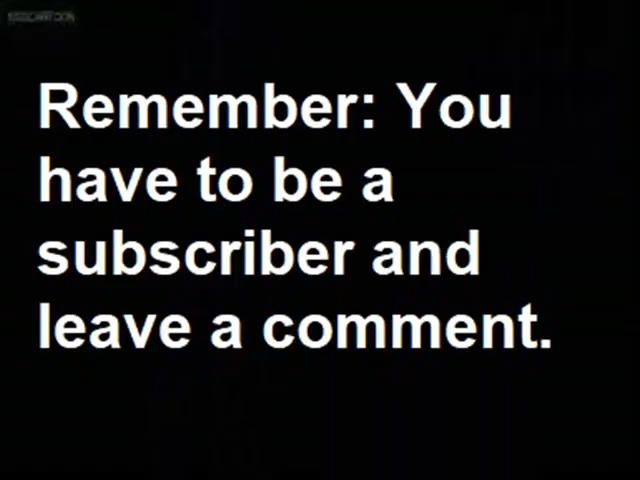 Remember: You
have to be a
subscriber and
leave a comment.